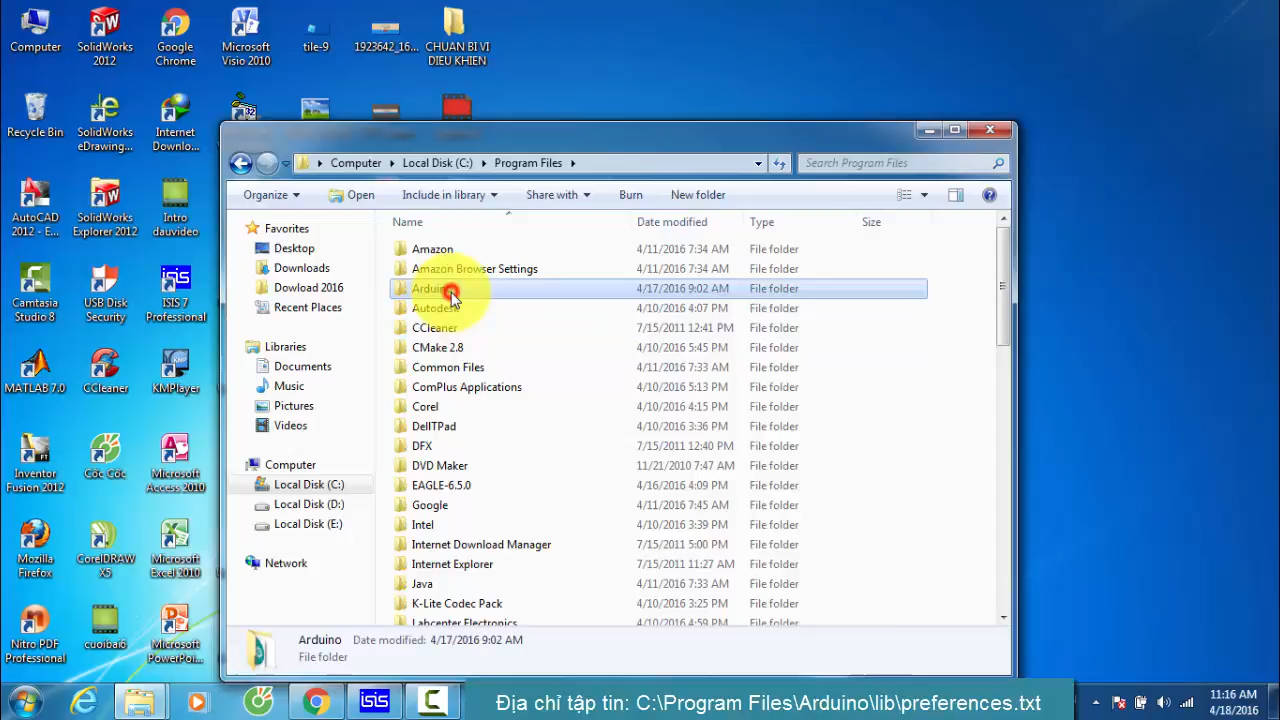 Computer
SolidWorks
2012
Google
Chrome
Microsoft
Visio 2010
tile-9
1923642_16...
CHUAN BI VI
DIEU KHIEN
Recycle Bin
SolidWorks
eDrawing...
Internet
Downlo...
AutoCAD
2012 - E...
SolidWorks
Explorer 2012
Intro
dauvideo
Camtasia
Studio 8
USB Disk
Security
ISIS 7
Professional
MATLAB 7.0
CCleaner
KMPlayer
Inventor
Fusion 2012
Cốc Cốc
Microsoft
Access 2010
Mozilla
Firefox
CorelDRAW
X5
Microsoft
Excel 2010
Nitro PDF
Professional
cuoibai6
Microsoft
PowerPoi...
Computer
Local Disk (C:)
Program Files
Search Program Files
Organize
Open
Include in library
Share with
Burn
New folder
Favorites
Desktop
Downloads
Dowload 2016
Recent Places
Libraries
Documents
Music
Pictures
Videos
Computer
Local Disk (C:)
Local Disk (D:)
Local Disk (E:)
Network
Name Date modified Type Size
Amazon 4/11/2016 7:34 AM File folder
Amazon Browser Settings 4/11/2016 7:34 AM File folder
Arduino 4/17/2016 9:02 AM File folder
Autodesk 4/10/2016 4:07 PM File folder
CCleaner 7/15/2011 12:41 PM File folder
CMake 2.8 4/10/2016 5:45 PM File folder
Common Files 4/11/2016 7:33 AM File folder
ComPlus Applications 4/10/2016 5:13 PM File folder
Corel 4/10/2016 4:15 PM File folder
DellTPad 4/10/2016 3:36 PM File folder
DFX 7/15/2011 12:40 PM File folder
DVD Maker 11/21/2010 7:47 AM File folder
EAGLE-6.5.0 4/16/2016 4:09 PM File folder
Google 4/11/2016 7:45 AM File folder
Intel 4/10/2016 3:39 PM File folder
Internet Download Manager 7/15/2011 5:00 PM File folder
Internet Explorer 7/15/2011 11:27 AM File folder
Java 4/11/2016 7:33 AM File folder
K-Lite Codec Pack 4/10/2016 3:25 PM File folder
Labcenter Electronics 4/10/2016 4:59 PM File folder
Arduino Date modified: 4/17/2016 9:02 AM
File folder
isis
Địa chỉ tập tin: C:\Program Files\Arduino\lib\preferences.txt
11:16 AM
4/18/2016